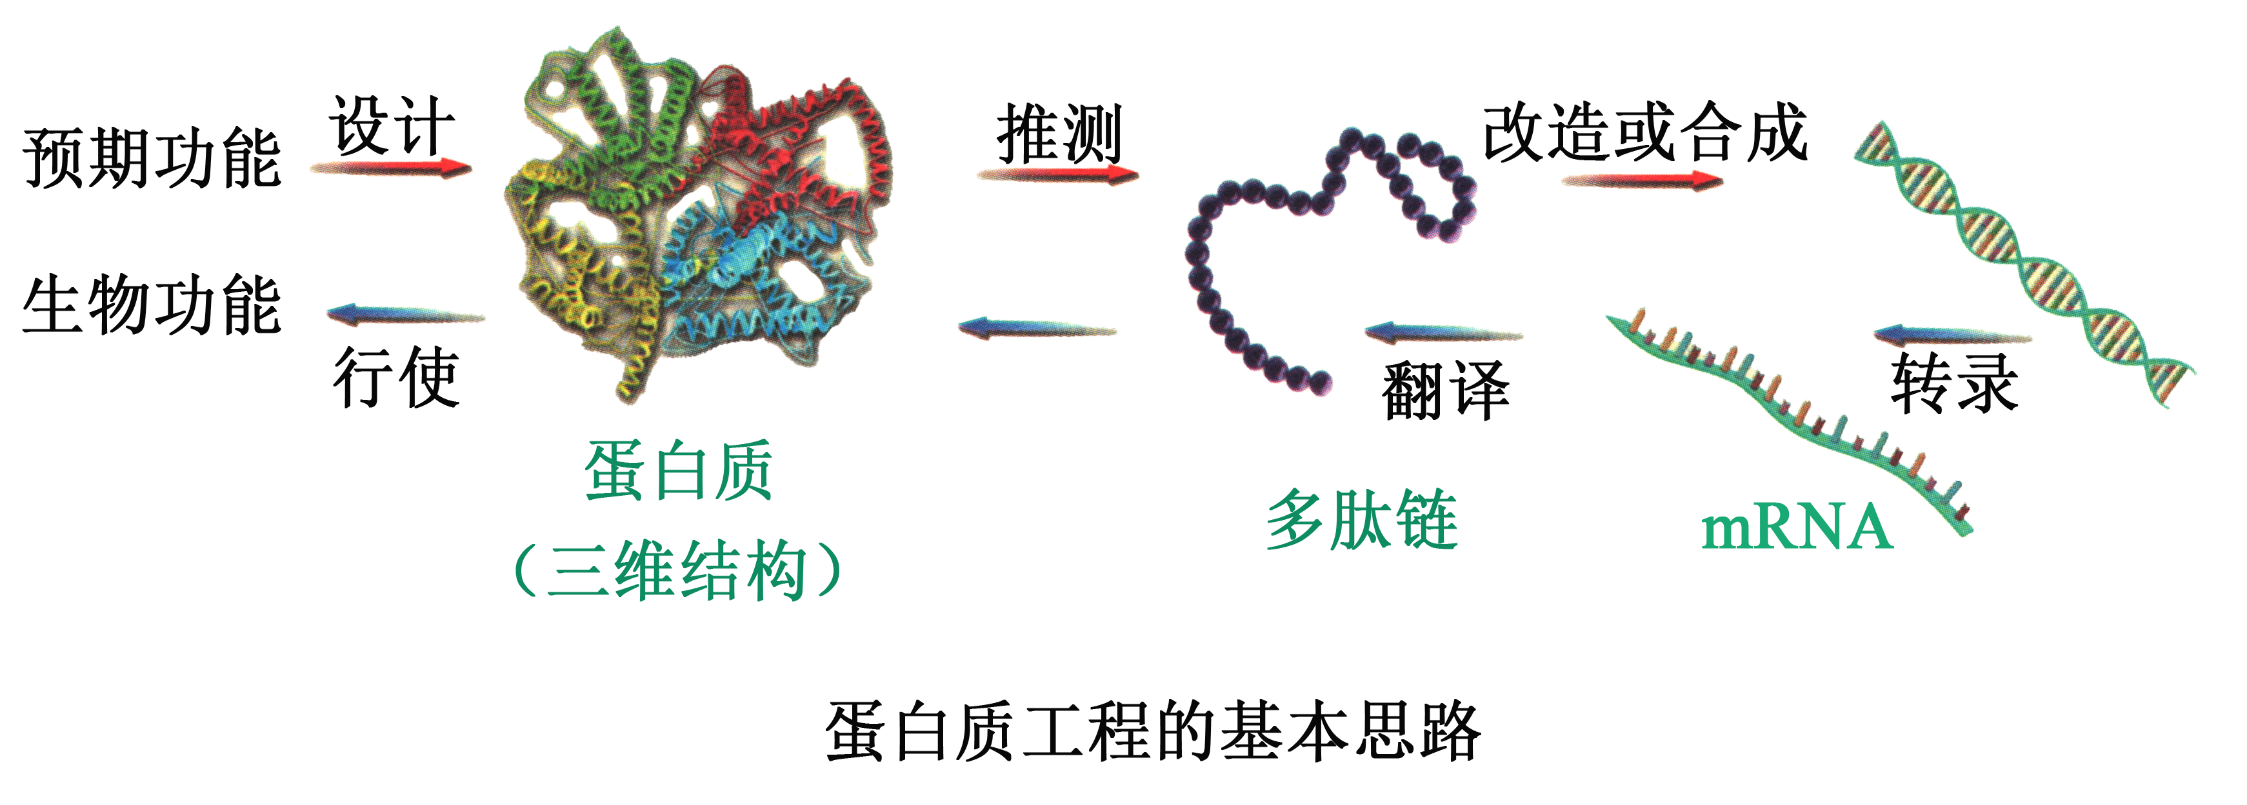 预期功能
设计
推测
改造或合成
生物功能
行使
翻译
转录
蛋白质
（三维结构）
多肽链
mRNA
蛋白质工程的基本思路